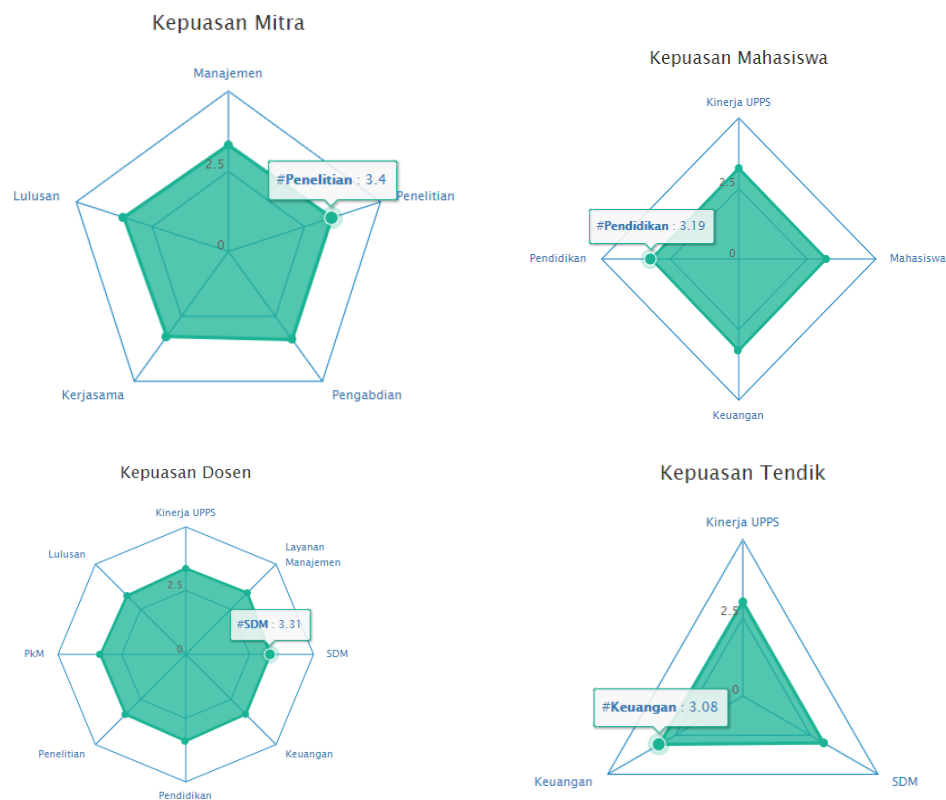 Kepuasan Mitra
Manajemen
2.5
#Penelitian : 3.4
Lulusan
Penelitian
0
Kerjasama
Pengabdian
Kepuasan Mahasiswa
Kinerja UPPS
2.5
#Pendidikan : 3.19
0
Pendidikan
Mahasiswa
Keuangan
Kepuasan Dosen
Kinerja UPPS
Lulusan
Layanan
Manajemen
2.5
#SDM : 3.31
0
PkM
SDM
Penelitian
Keuangan
Pendidikan
Kepuasan Tendik
Kinerja UPPS
2.5
0
#Keuangan : 3.08
Keuangan
SDM